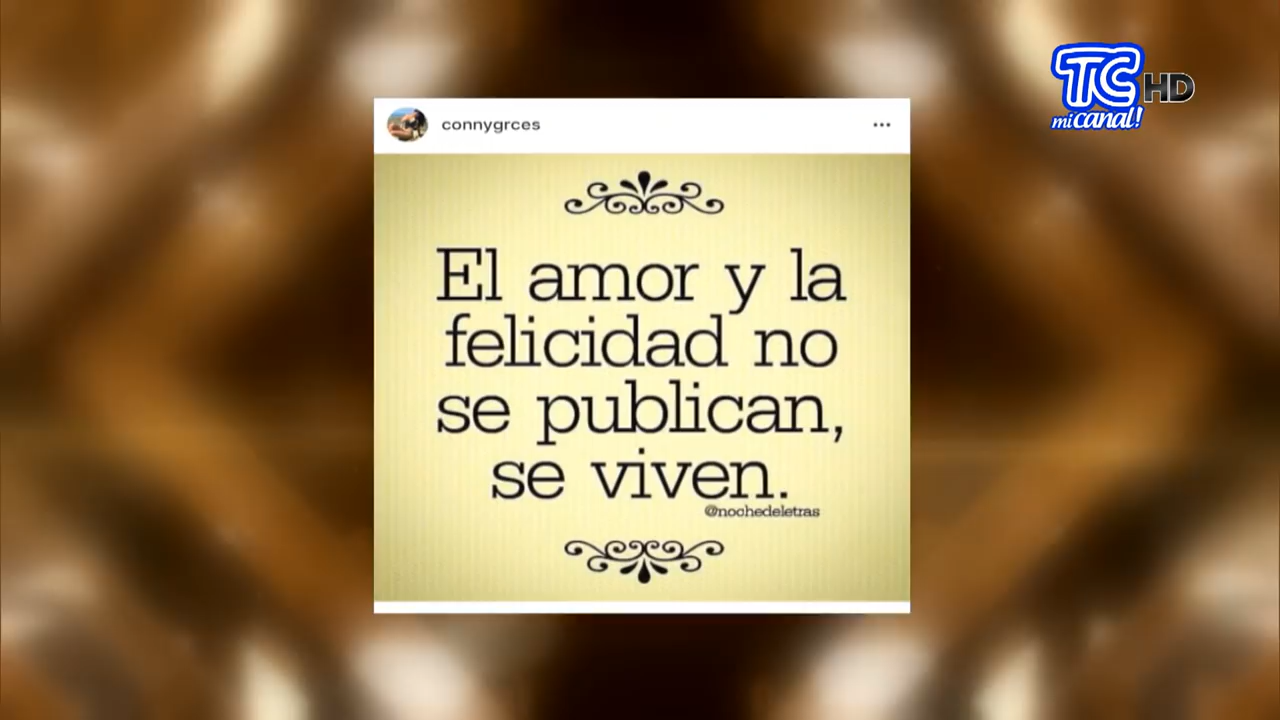 TC HD
mi canal!
connygrces
El amor y la
felicidad no
se publican,
se viven.
@nochedeletras